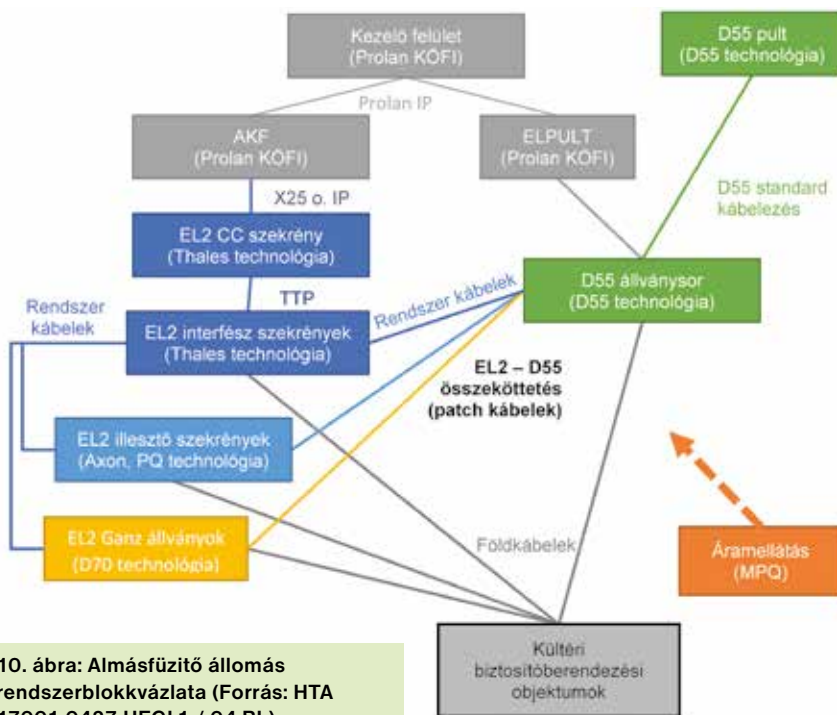 Kezelő felület
(Prolan KÖFI)
D55 pult
(D55 technológia)
Prolan IP
AKF
(Prolan KÖFI)
ELPULT
(Prolan KÖFI)
X25 o. IP
D55 standard
kábelezés
EL2 CC szekrény
(Thales technológia)
TTP
Rendszer
kábelek
EL2 interfész szekrények
(Thales technológia)
Rendszer kábelek
D55 állványsor
(D55 technológia)
EL2 – D55
összeköttetés
(patch kábelek)
EL2 illesztő szekrények
(Axon, PQ technológia)
EL2 Ganz állványok
(D70 technológia)
Földkábelek
Áramellátás
(MPQ)
Kültéri
biztosítóberendezési
objektumok
10. ábra: Almásfüzitő állomás
rendszerblokkvázlata (Forrás: HTA